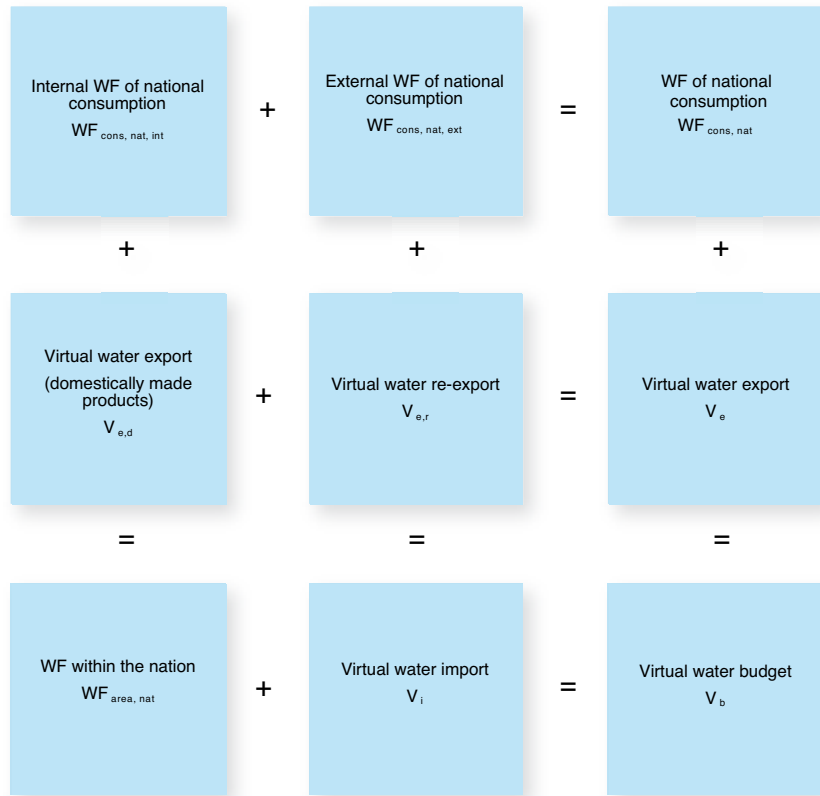 Internal WF of national
consumption
WF cons, nat, int
+
External WF of national
consumption
WF cons, nat, ext
=
WF of national
consumption
WF cons, nat
+
+
+
Virtual water export
(domestically made
products)
V e,d
+
Virtual water re-export
V e,r
=
Virtual water export
V e
=
=
=
WF within the nation
WF area, nat
+
Virtual water import
V i
=
Virtual water budget
V b